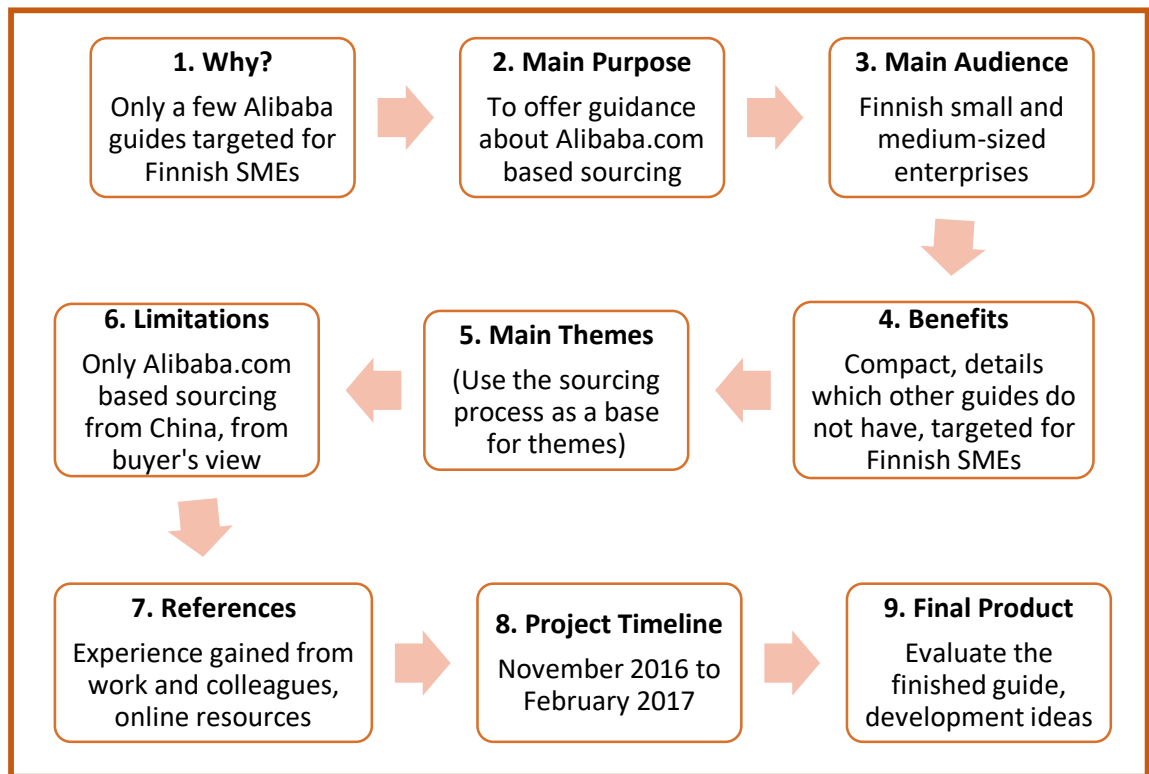 1. Why?
Only a few Alibaba
guides targeted for
Finnish SMEs
2. Main Purpose
To offer guidance
about Alibaba.com
based sourcing
3. Main Audience
Finnish small and
medium-sized
enterprises
4. Benefits
Compact, details
which other guides do
not have, targeted for
Finnish SMEs
5. Main Themes
(Use the sourcing
process as a base
for themes)
6. Limitations
Only Alibaba.com
based sourcing
from China, from
buyer's view
7. References
Experience gained from
work and colleagues,
online resources
8. Project Timeline
November 2016 to
February 2017
9. Final Product
Evaluate the
finished guide,
development ideas